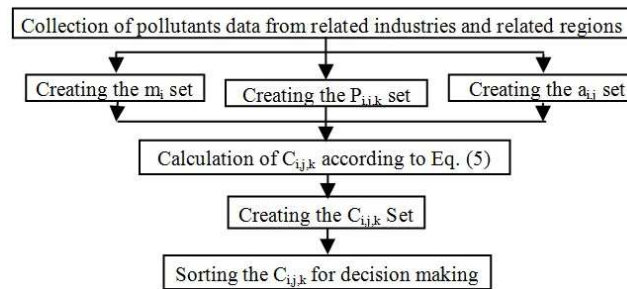 Collection of pollutants data from related industries and related regions
Creating the mᵢ set
Creating the Pᵢ,ⱼ,ₖ set
Creating the aᵢ,ⱼ set
Calculation of Cᵢ,ⱼ,ₖ according to Eq. (5)
Creating the Cᵢ,ⱼ,ₖ Set
Sorting the Cᵢ,ⱼ,ₖ for decision making